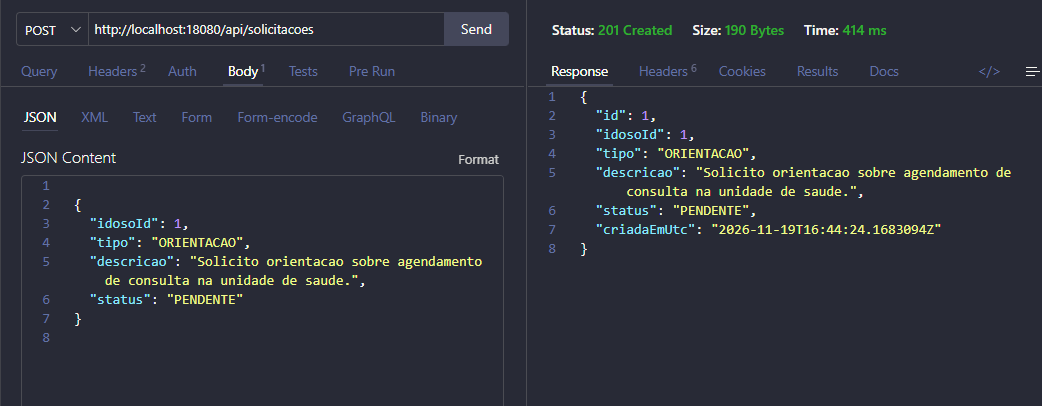 POST http://localhost:18080/api/solicitacoes Send
Query Headers 2 Auth Body 1 Tests Pre Run
JSON XML Text Form Form-encode GraphQL Binary
JSON Content Format
1
2 {
3 "idosoId": 1,
4 "tipo": "ORIENTACAO",
5 "descricao": "Solicito orientacao sobre agendamento
de consulta na unidade de saude.",
6 "status": "PENDENTE"
7 }
8
Status: 201 Created Size: 190 Bytes Time: 414 ms
Response Headers 6 Cookies Results Docs </>
1 {
2 "id": 1,
3 "idosoId": 1,
4 "tipo": "ORIENTACAO",
5 "descricao": "Solicito orientacao sobre agendamento de
consulta na unidade de saude.",
6 "status": "PENDENTE",
7 "criadaEmUtc": "2026-11-19T16:44:24.1683094Z"
8 }